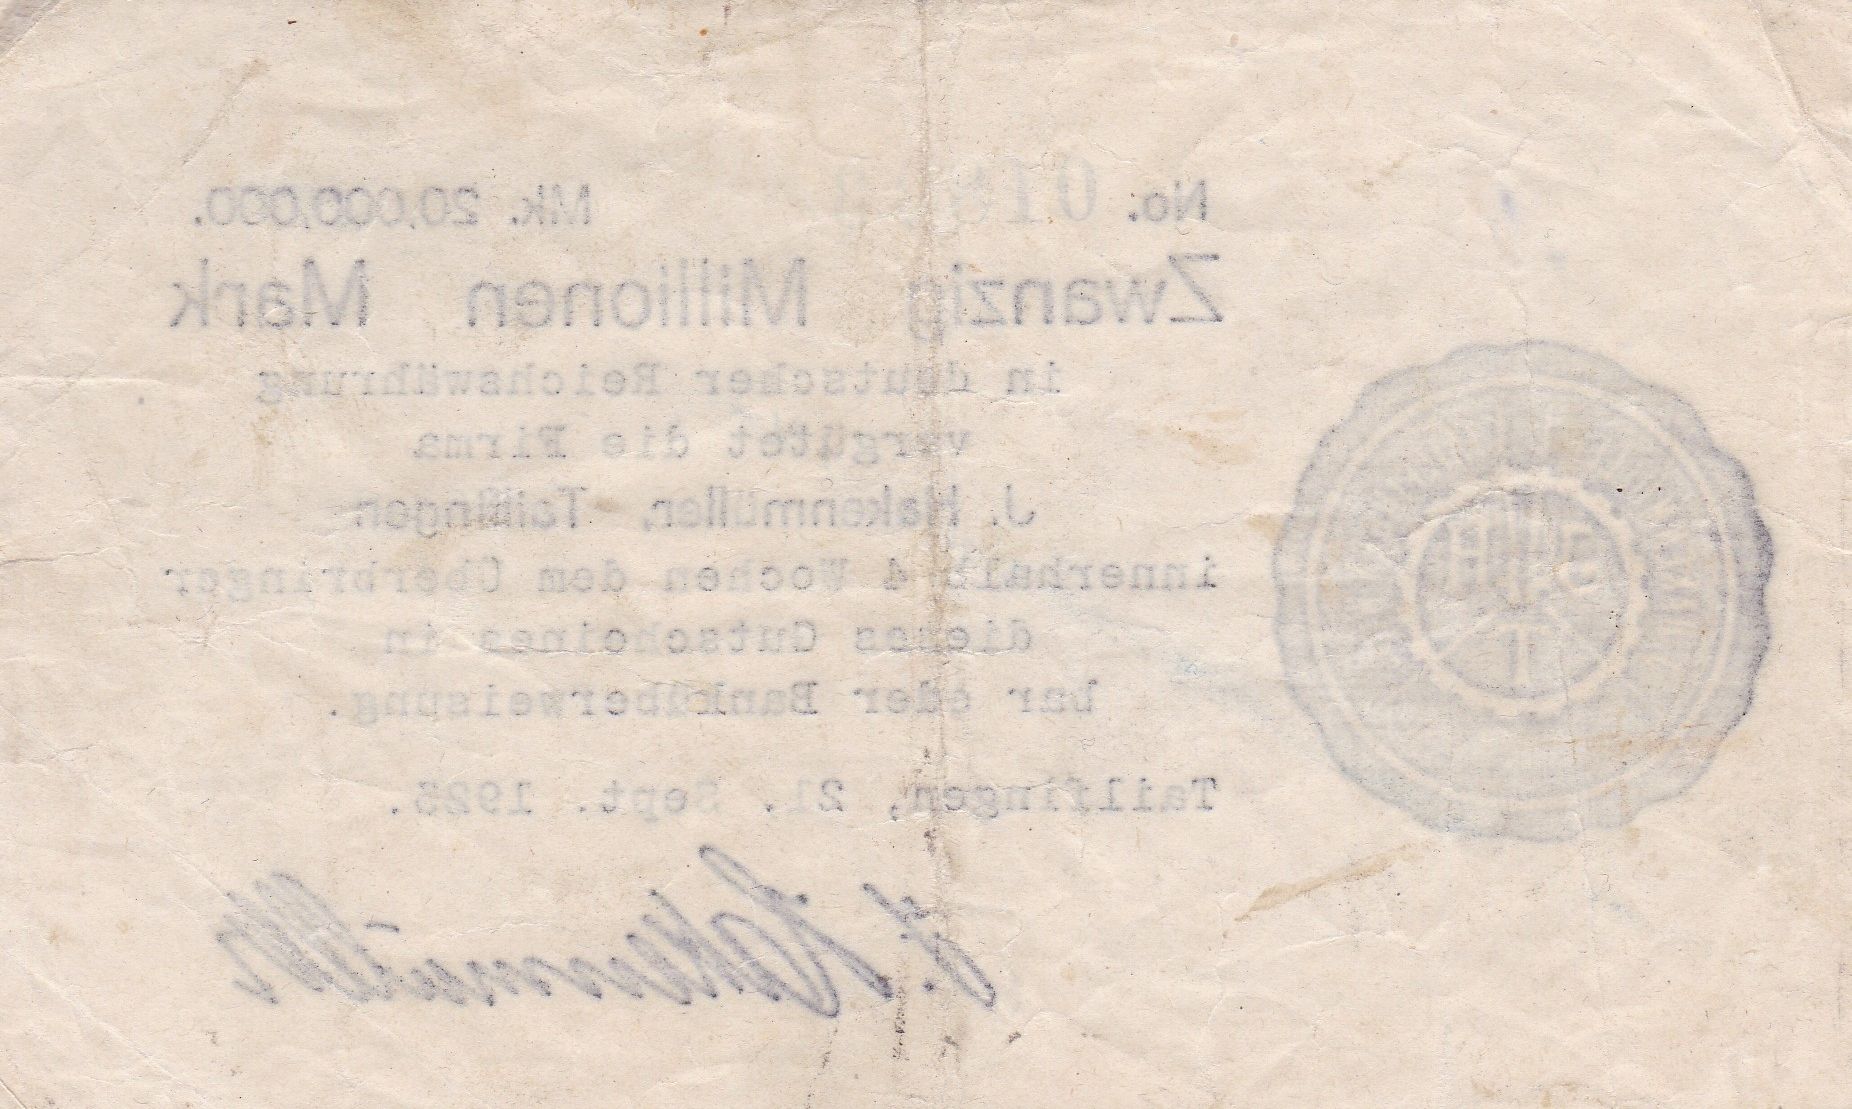 No. Mk. 20,000,000.
Zwanzig Millionen Mark
in deutscher Reichswährung
vergütet die Firma
J. Hakenmüller, Tailfingen
innerhalb 4 Wochen dem Überbringer
dieses Gutscheines in
bar oder Banküberweisung.
Tailfingen, 21. Sept. 1923.
J. Hakenmüller